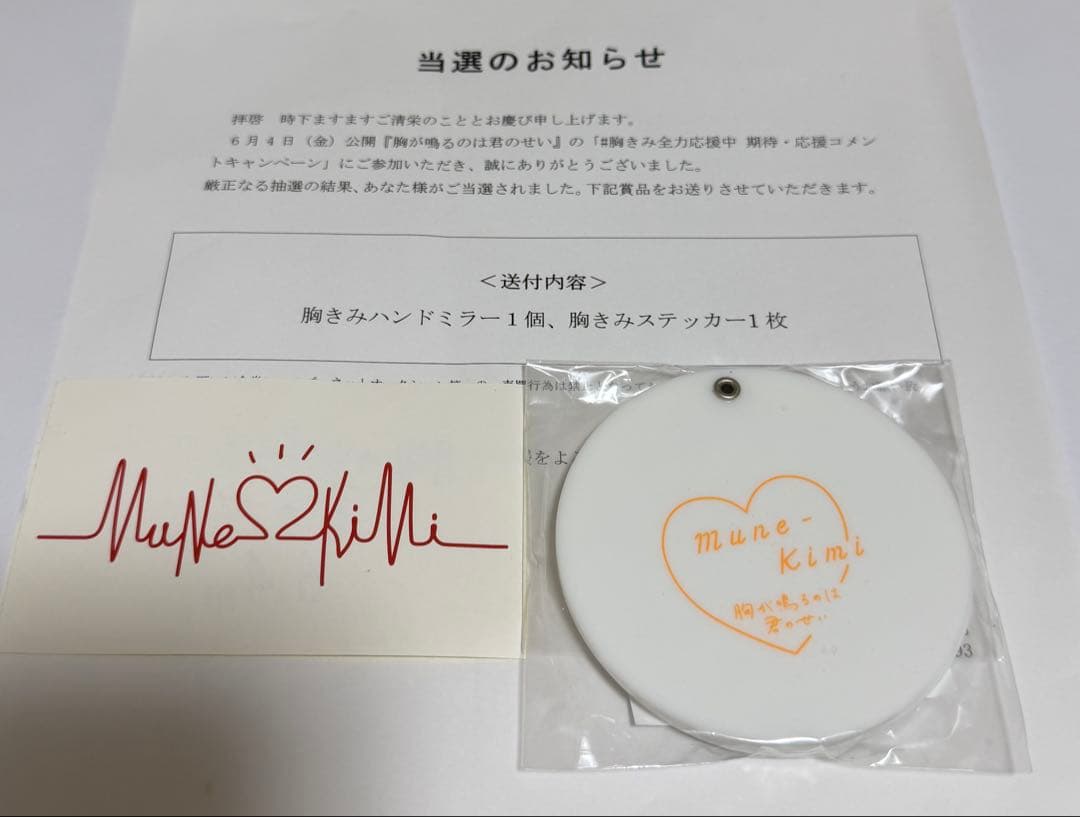 当選のお知らせ
拝啓　時下ますますご清栄のこととお慶び申し上げます。
6月4日（金）公開『胸が鳴るのは君のせい』の「#胸きみ全力応援中 期待・応援コメン
トキャンペーン」にご参加いただき、誠にありがとうございました。
厳正なる抽選の結果、あなた様がご当選されました。下記賞品をお送りさせていただきます。
＜送付内容＞
胸きみハンドミラー1個、胸きみステッカー1枚
行為は禁止
をよ
MuNe KiMi
mune-
Kimi
胸が鳴るのは
君のせい
93